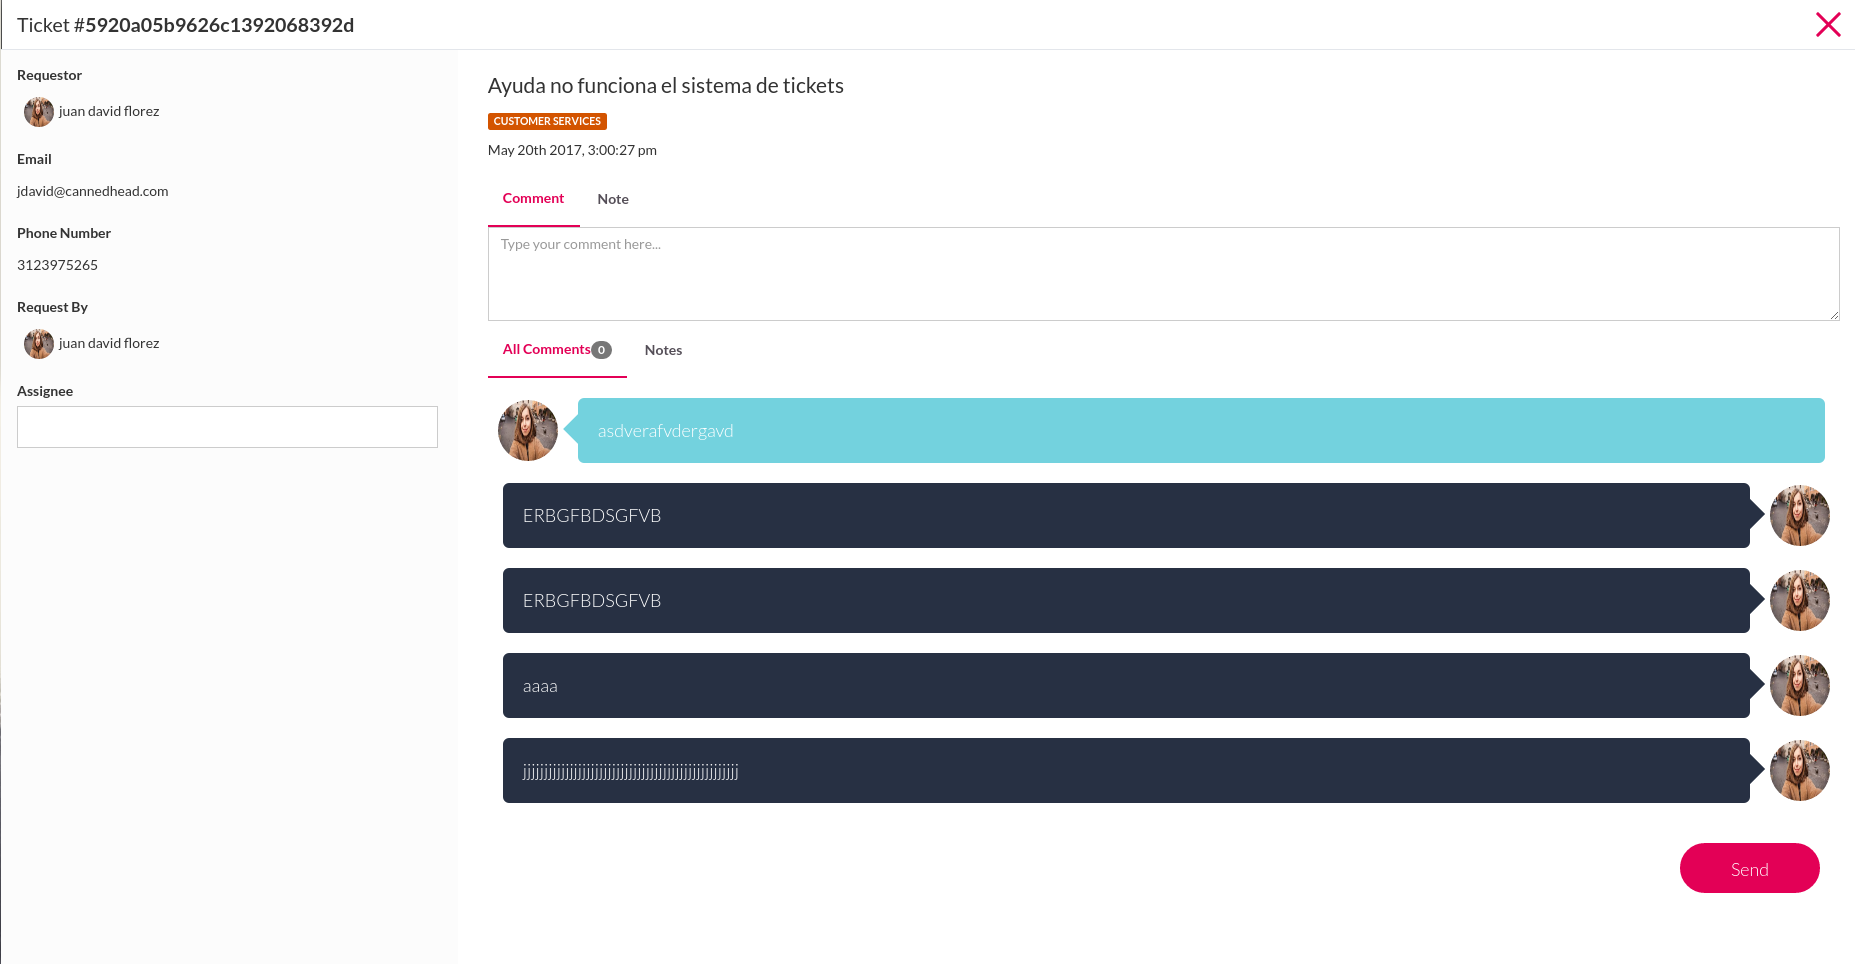 Ticket #5920a05b9626c1392068392d
Requestor
juan david florez
Email
jdavid@cannedhead.com
Phone Number
3123975265
Request By
juan david florez
Assignee
Ayuda no funciona el sistema de tickets
CUSTOMER SERVICES
May 20th 2017, 3:00:27 pm
Comment Note
Type your comment here...
All Comments 0 Notes
asdverafvdergavd
ERBGFBDSGFVB
ERBGFBDSGFVB
aaaa
Send